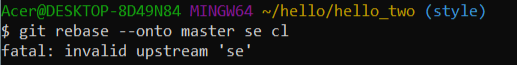 Acer@DESKTOP-8D49N84 MINGW64 ~/hello/hello_two (style)
$ git rebase --onto master se cl
fatal: invalid upstream 'se'